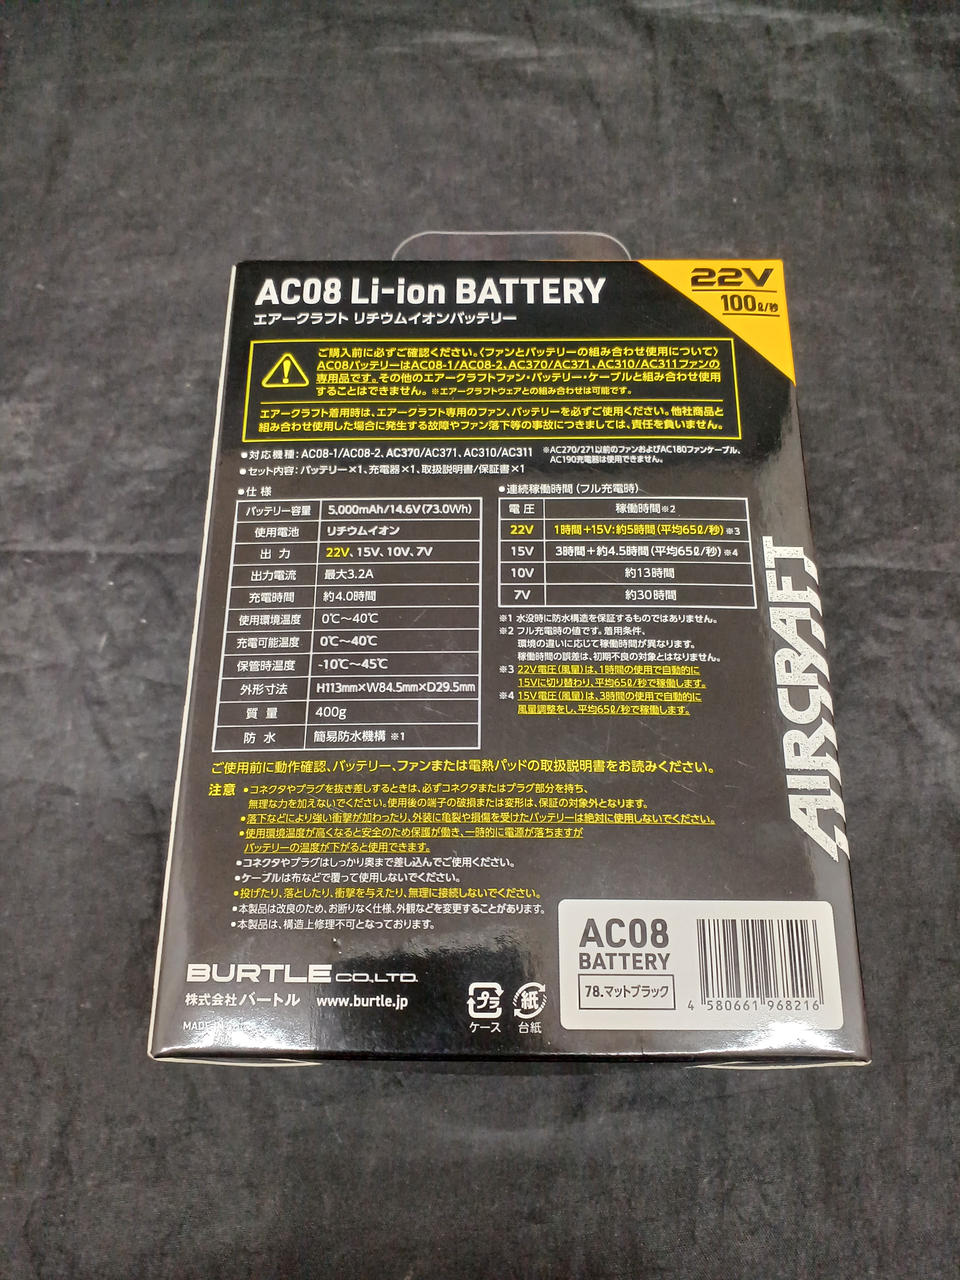 AC08 Li-ion BATTERY
エアークラフト リチウムイオンバッテリー
22V
100ℓ/秒
ご購入前に必ずご確認ください。〈ファンとバッテリーの組み合わせ使用について〉
AC08バッテリーはAC08-1/AC08-2、AC370/AC371、AC310/AC311ファンの
専用品です。その他のエアークラフトファン・バッテリー・ケーブルと組み合わせ使用
することはできません。※エアークラフトウェアとの組み合わせは可能です。
エアークラフト着用時は、エアークラフト専用のファン、バッテリーを必ずご使用ください。他社商品と
組み合わせ使用した場合に発生する故障やファン落下等の事故につきましては、責任を負いません。
●対応機種：AC08-1/AC08-2、AC370/AC371、AC310/AC311 ※AC270/271以前のファンおよびAC180ファンケーブル、
AC190充電器は使用できません。
●セット内容：バッテリー×1、充電器×1、取扱説明書/保証書×1
●仕様
バッテリー容量 5,000mAh/14.6V(73.0Wh)
使用電池 リチウムイオン
出力 22V、15V、10V、7V
出力電流 最大3.2A
充電時間 約4.0時間
使用環境温度 0℃〜40℃
充電可能温度 0℃〜40℃
保管時温度 -10℃〜45℃
外形寸法 H113mm×W84.5mm×D29.5mm
質量 400g
防水 簡易防水機構 ※1
●連続稼働時間（フル充電時）
電圧 稼働時間※2
22V 1時間＋15V：約5時間（平均65ℓ/秒）※3
15V 3時間＋約4.5時間（平均65ℓ/秒）※4
10V 約13時間
7V 約30時間
※1 水没時に防水構造を保証するものではありません。
※2 フル充電時の値です。着用条件、
環境の違いに応じて稼働時間が異なります。
稼働時間の誤差は、初期不良の対象とはなりません。
※3 22V電圧（風量）は、1時間の使用で自動的に
15Vに切り替わり、平均65ℓ/秒で稼働します。
※4 15V電圧（風量）は、3時間の使用で自動的に
風量調整をし、平均65ℓ/秒で稼働します。
AIRCRAFT
ご使用前に動作確認、バッテリー、ファンまたは電熱パッドの取扱説明書をお読みください。
注意 ●コネクタやプラグを抜き差しするときは、必ずコネクタまたはプラグ部分を持ち、
無理な力を加えないでください。使用後の端子の破損または変形は、保証の対象外となります。
●落下などにより強い衝撃が加わったり、外装に亀裂や損傷を受けたバッテリーは絶対に使用しないでください。
●使用環境温度が高くなると安全のため保護が働き、一時的に電源が落ちますが
バッテリーの温度が下がると使用できます。
●コネクタやプラグはしっかり奥まで差し込んでご使用ください。
●ケーブルは布などで覆って使用しないでください。
●投げたり、落としたり、衝撃を与えたり、無理に接続しないでください。
●本製品は改良のため、お断りなく仕様、外観などを変更することがあります。
●本製品は、構造上修理不可となっております。
BURTLE CO.,LTD.
株式会社バートル www.burtle.jp
MADE
プラ
ケース
紙
台紙
AC08
BATTERY
78.マットブラック
4 580661 968216